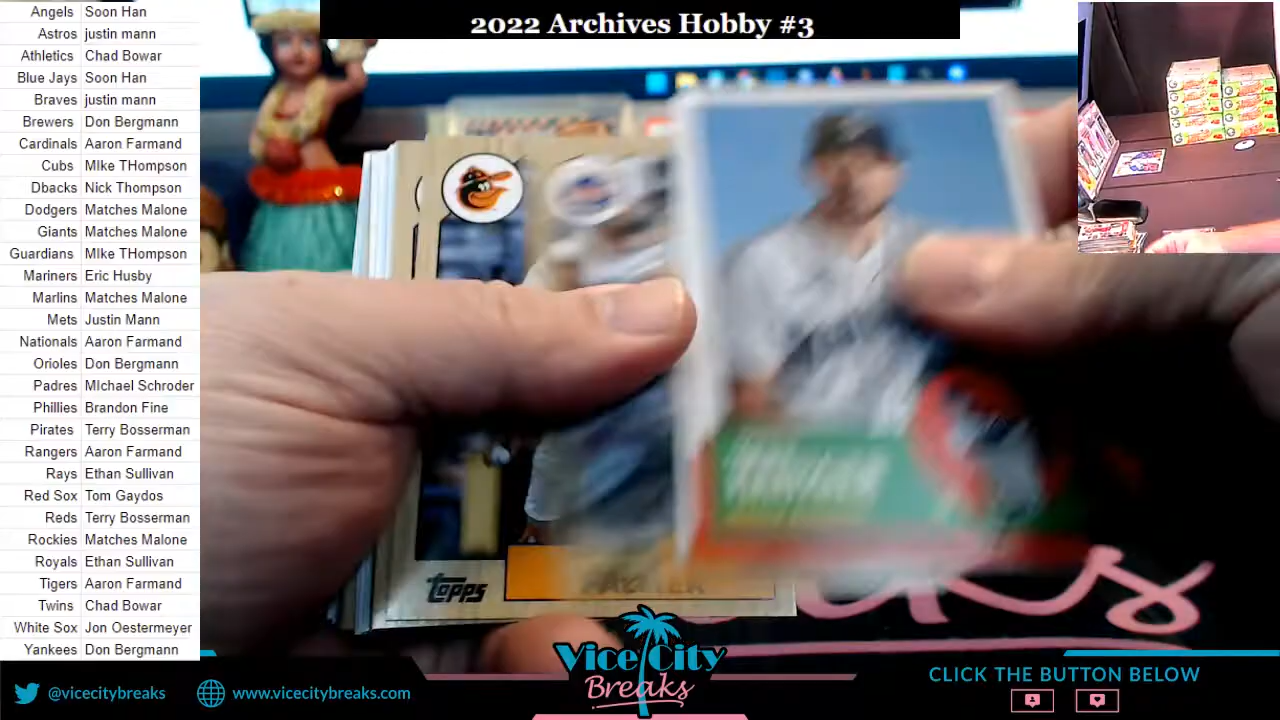 2022 Archives Hobby #3
Angels Soon Han
Astros justin mann
Athletics Chad Bowar
Blue Jays Soon Han
Braves justin mann
Brewers Don Bergmann
Cardinals Aaron Farmand
Cubs MIke THompson
Dbacks Nick Thompson
Dodgers Matches Malone
Giants Matches Malone
Guardians MIke THompson
Mariners Eric Husby
Marlins Matches Malone
Mets Justin Mann
Nationals Aaron Farmand
Orioles Don Bergmann
Padres MIchael Schroder
Phillies Brandon Fine
Pirates Terry Bosserman
Rangers Aaron Farmand
Rays Ethan Sullivan
Red Sox Tom Gaydos
Reds Terry Bosserman
Rockies Matches Malone
Royals Ethan Sullivan
Tigers Aaron Farmand
Twins Chad Bowar
White Sox Jon Oestermeyer
Yankees Don Bergmann
topps
Vice City
Breaks
@vicecitybreaks
www.vicecitybreaks.com
CLICK THE BUTTON BELOW